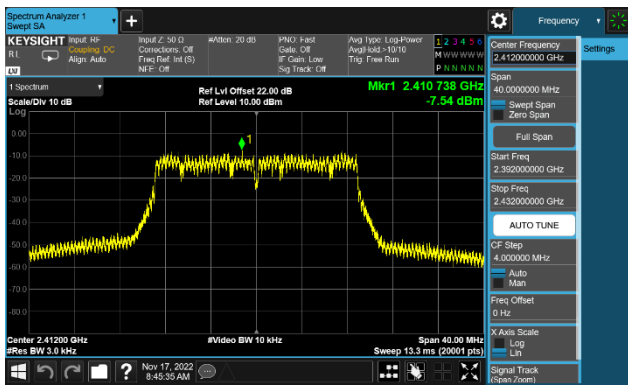 Spectrum Analyzer 1
Swept SA
Frequency
KEYSIGHT
Input: RF
Coupling: DC
Align: Auto
Input Z: 50 Ω
Corrections: Off
Freq Ref: Int (S)
NFE: Off
#Atten: 20 dB
PNO: Fast
Gate: Off
IF Gain: Low
Sig Track: Off
Avg Type: Log-Power
Avg|Hold:>10/10
Trig: Free Run
1 2 3 4 5 6
M W W W W W
P N N N N N
RL
LXI
Center Frequency
2.412000000 GHz
Settings
Span
40.0000000 MHz
Swept Span
Zero Span
Full Span
Start Freq
2.392000000 GHz
Stop Freq
2.432000000 GHz
AUTO TUNE
CF Step
4.000000 MHz
Auto
Man
Freq Offset
0 Hz
X Axis Scale
Log
Lin
Signal Track
(Span Zoom)
1 Spectrum
Scale/Div 10 dB
Log
Ref Lvl Offset 22.00 dB
Ref Level 10.00 dBm
Mkr1 2.410 738 GHz
-7.54 dBm
1
0.00
-10.0
-20.0
-30.0
-40.0
-50.0
-60.0
-70.0
-80.0
Center 2.41200 GHz
#Res BW 3.0 kHz
#Video BW 10 kHz
Span 40.00 MHz
Sweep 13.3 ms (20001 pts)
?
Nov 17, 2022
8:45:35 AM